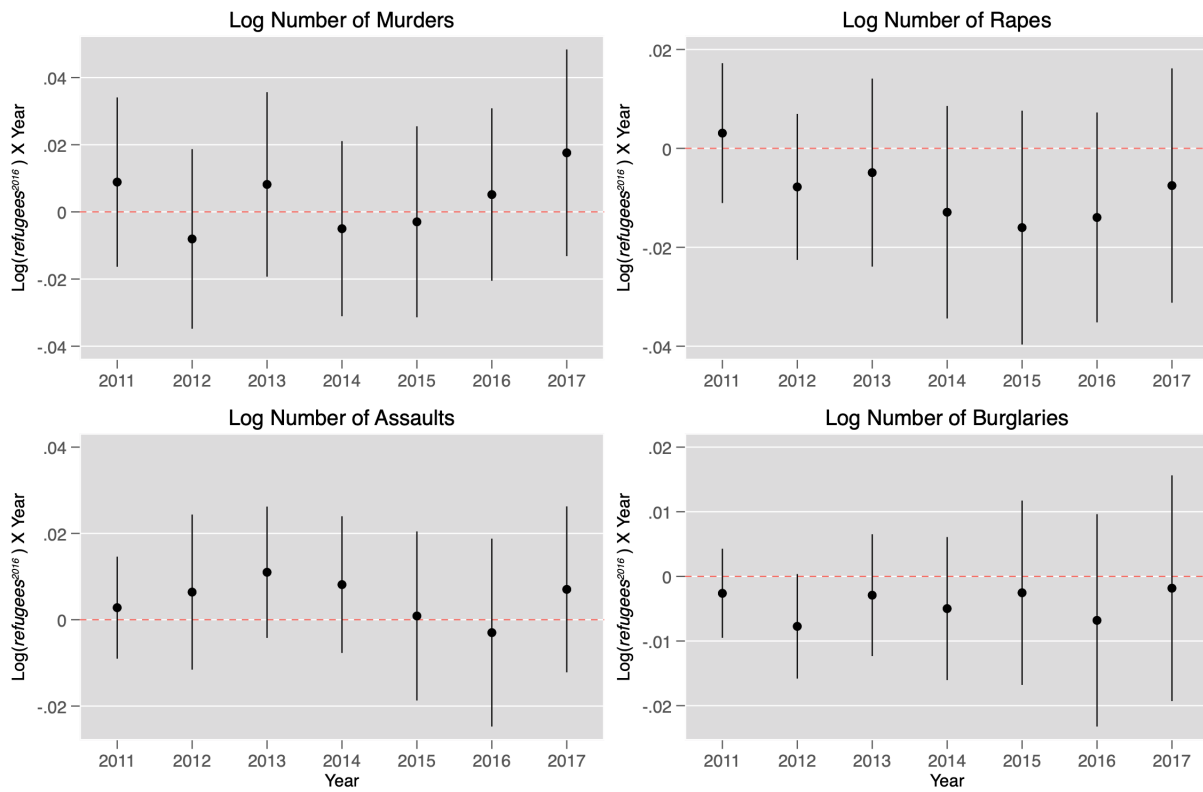 Log Number of Murders
Log(refugees2016) X Year
.04
.02
0
-.02
-.04
2011 2012 2013 2014 2015 2016 2017
Log Number of Rapes
Log(refugees2016) X Year
.02
0
-.02
-.04
2011 2012 2013 2014 2015 2016 2017
Log Number of Assaults
Log(refugees2016) X Year
.04
.02
0
-.02
2011 2012 2013 2014 2015 2016 2017
Year
Log Number of Burglaries
Log(refugees2016) X Year
.02
.01
0
-.01
-.02
2011 2012 2013 2014 2015 2016 2017
Year